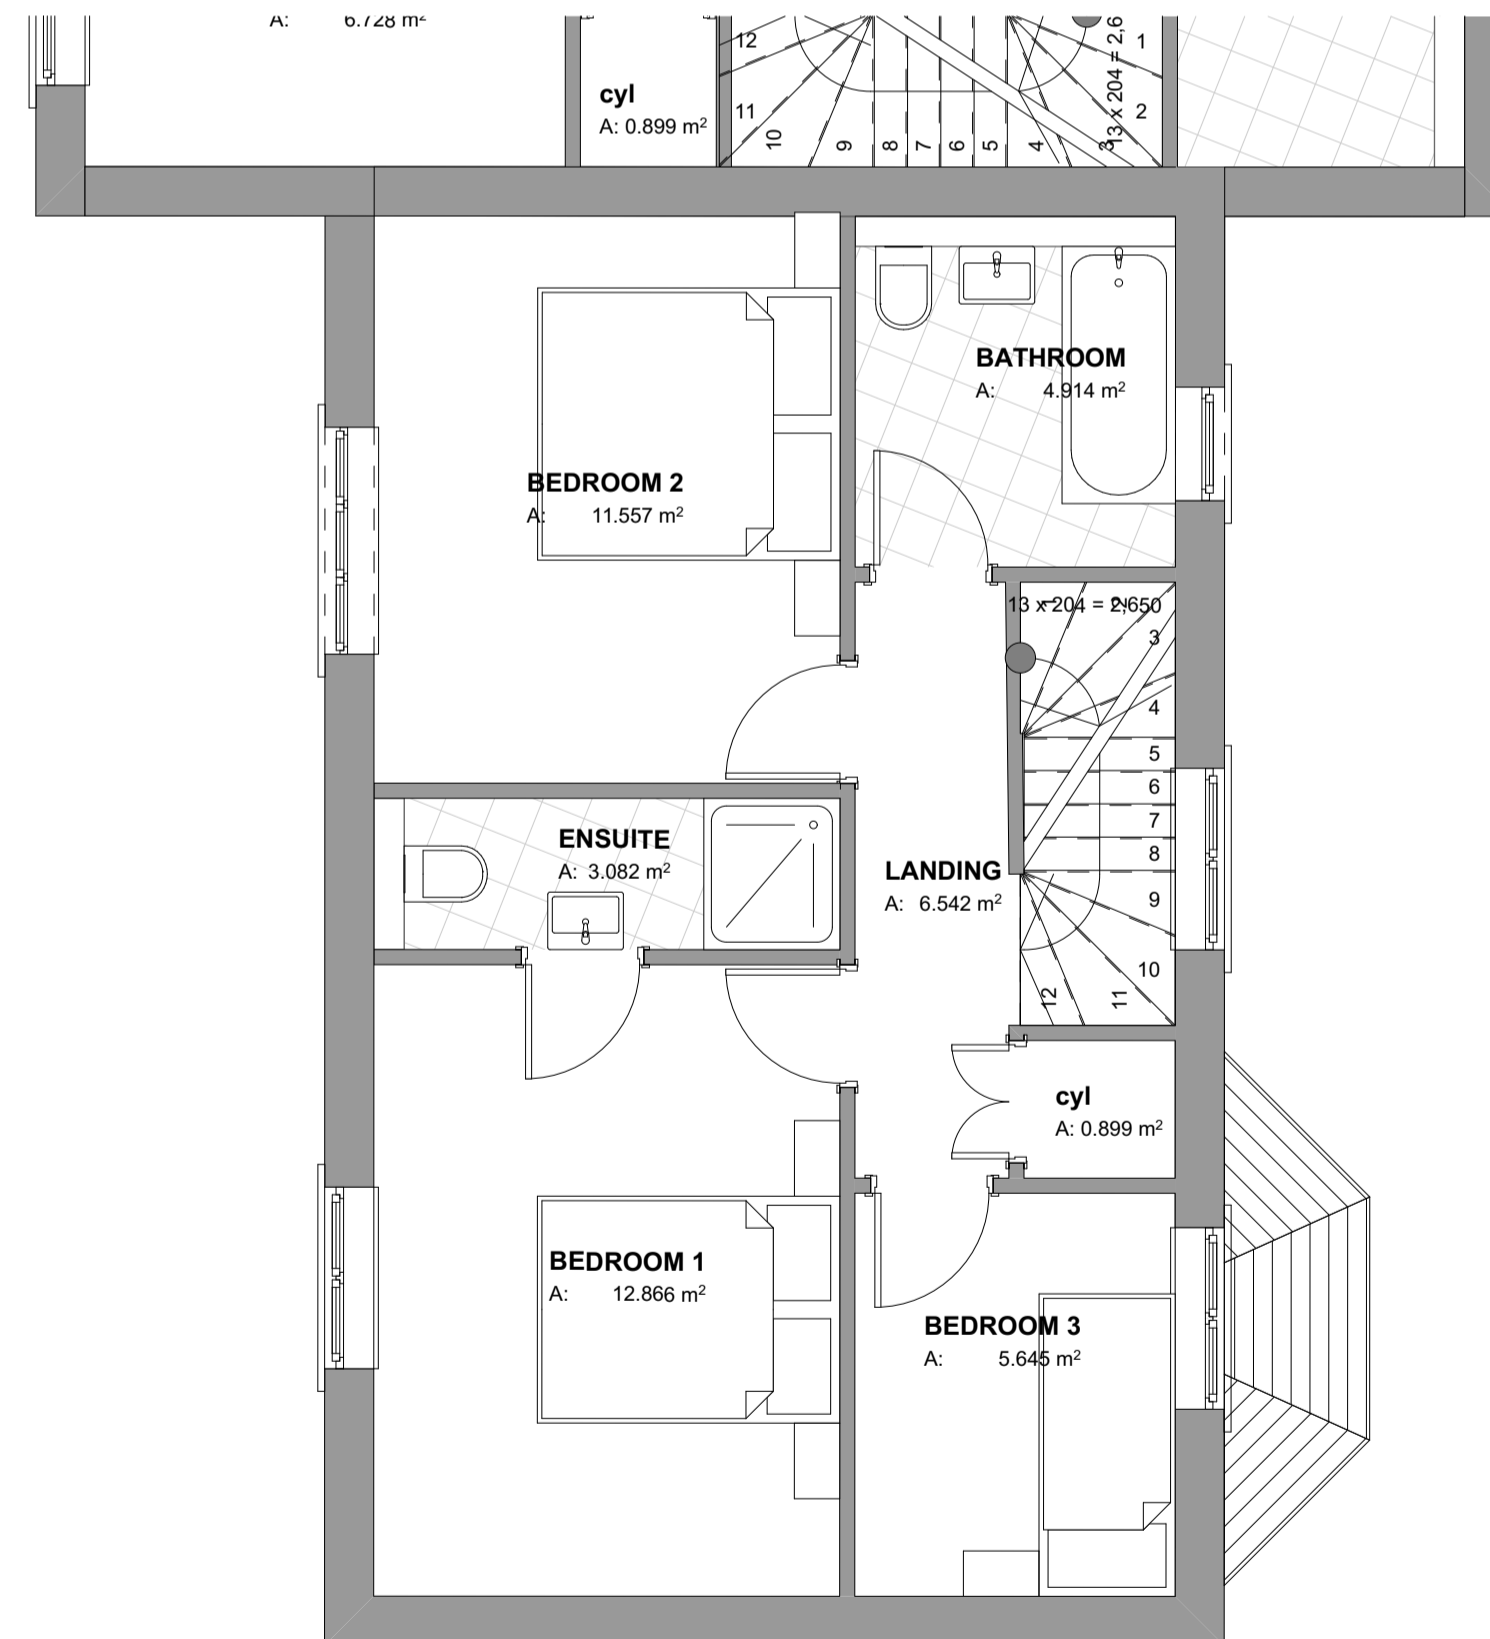 A: 6.728 m²
cyl
A: 0.899 m²
12
11
10
9
8
7
6
5
4
3
2
1
13 x 204 = 2,6
BATHROOM
A: 4.914 m²
BEDROOM 2
A: 11.557 m²
13 x 204 = 2,650
3
4
5
6
7
8
9
10
11
12
ENSUITE
A: 3.082 m²
LANDING
A: 6.542 m²
cyl
A: 0.899 m²
BEDROOM 1
A: 12.866 m²
BEDROOM 3
A: 5.645 m²